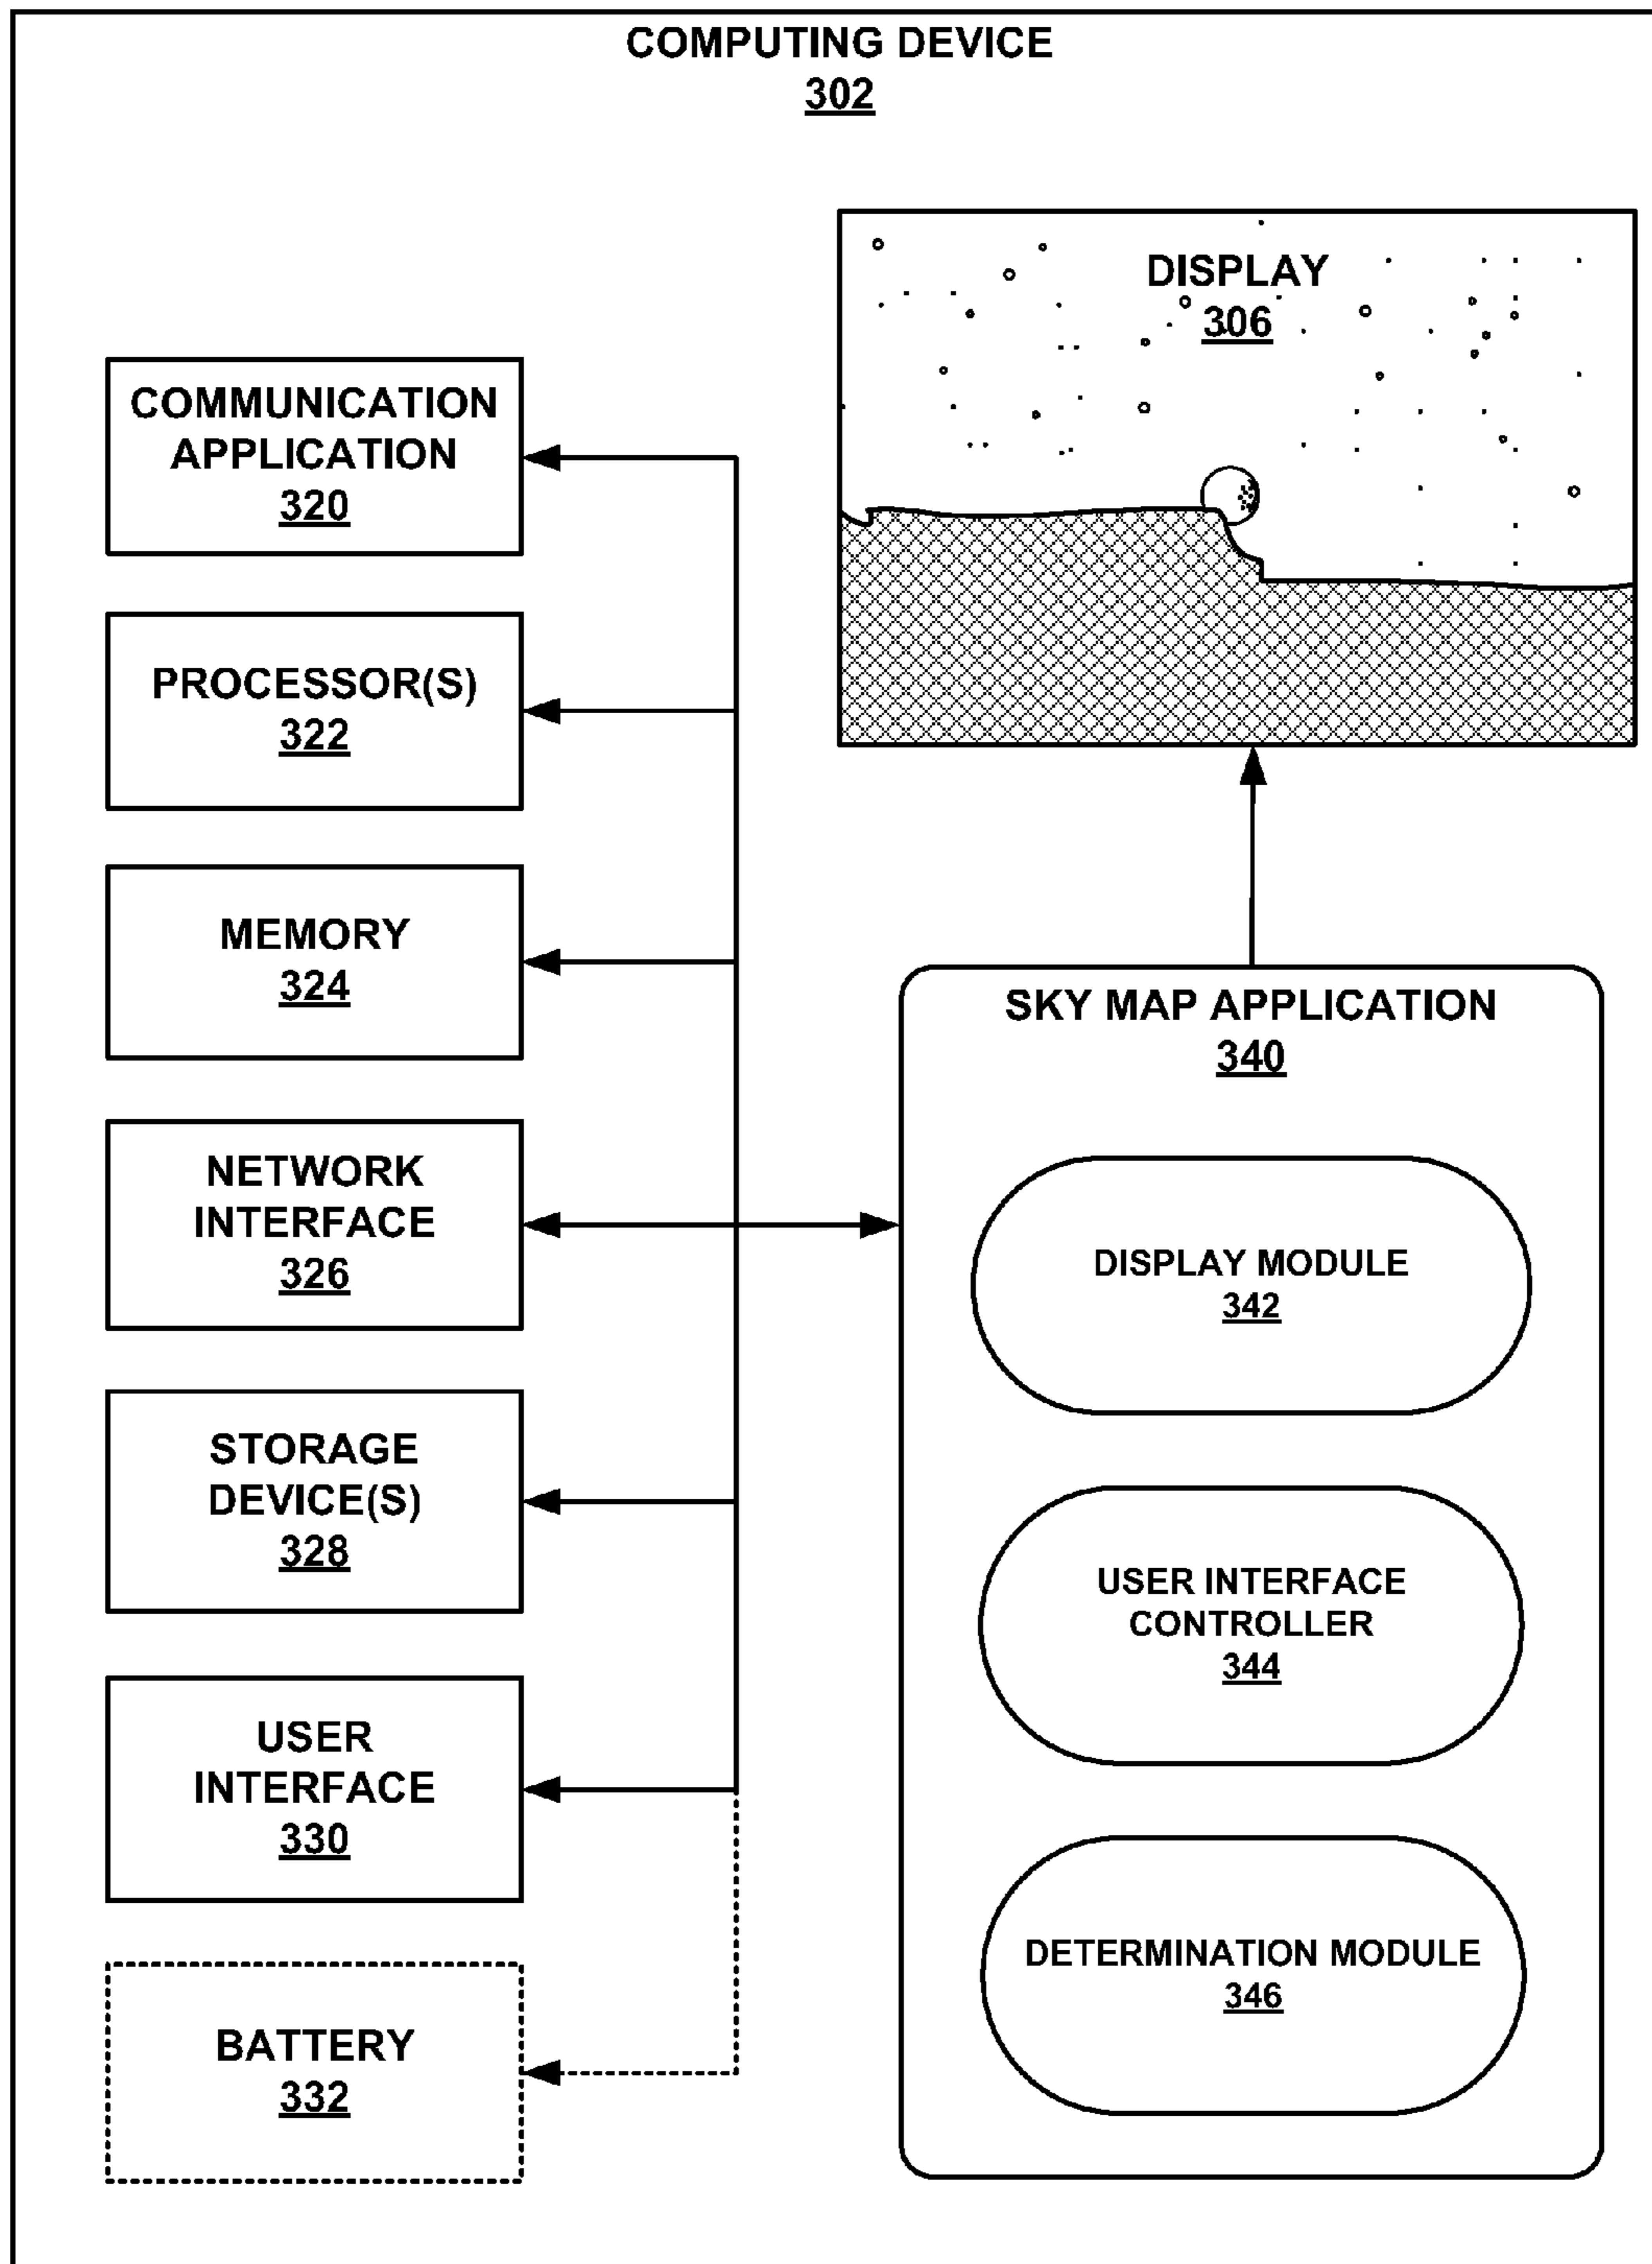 COMPUTING DEVICE
302
DISPLAY
306
COMMUNICATION
APPLICATION
320
PROCESSOR(S)
322
MEMORY
324
NETWORK
INTERFACE
326
STORAGE
DEVICE(S)
328
USER
INTERFACE
330
BATTERY
332
SKY MAP APPLICATION
340
DISPLAY MODULE
342
USER INTERFACE
CONTROLLER
344
DETERMINATION MODULE
346